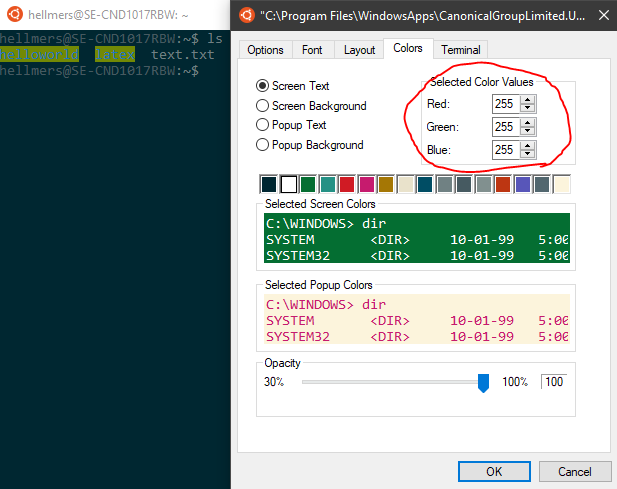 hellmers@SE-CND1017RBW: ~
hellmers@SE-CND1017RBW:~$ ls
helloworld latex text.txt
hellmers@SE-CND1017RBW:~$
"C:\Program Files\WindowsApps\CanonicalGroupLimited.U...
Options Font Layout Colors Terminal
Screen Text
Screen Background
Popup Text
Popup Background
Selected Color Values
Red: 255
Green: 255
Blue: 255
Selected Screen Colors
C:\WINDOWS> dir
SYSTEM <DIR> 10-01-99 5:00
SYSTEM32 <DIR> 10-01-99 5:00
Selected Popup Colors
C:\WINDOWS> dir
SYSTEM <DIR> 10-01-99 5:00
SYSTEM32 <DIR> 10-01-99 5:00
Opacity
30% 100% 100
OK Cancel